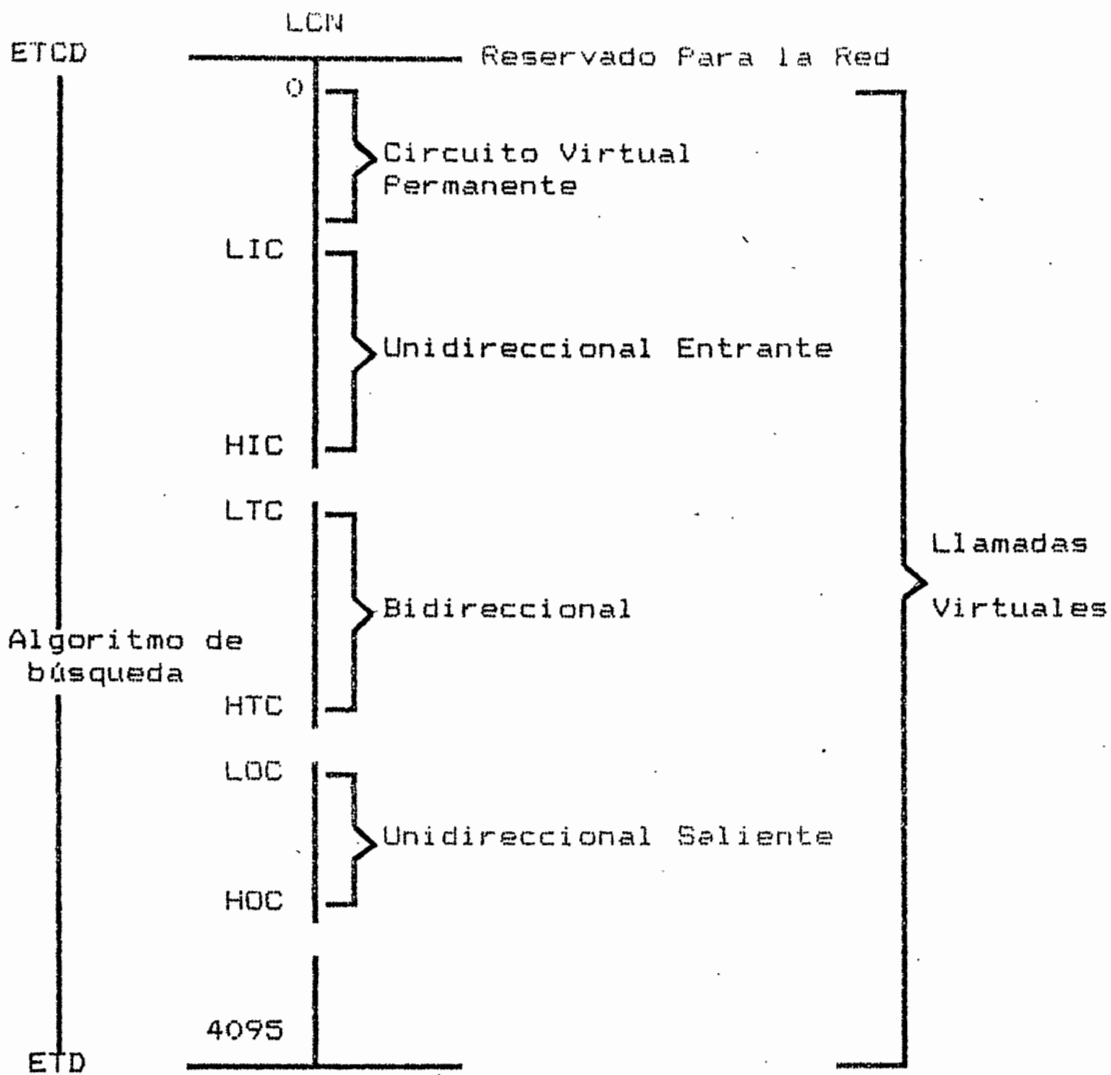 LCN
ETCD
Reservado Para la Red
0
Circuito Virtual
Permanente
LIC
Unidireccional Entrante
HIC
LTC
Llamadas
Bidireccional
Virtuales
Algoritmo de
búsqueda
HTC
LOC
Unidireccional Saliente
HOC
4095
ETD